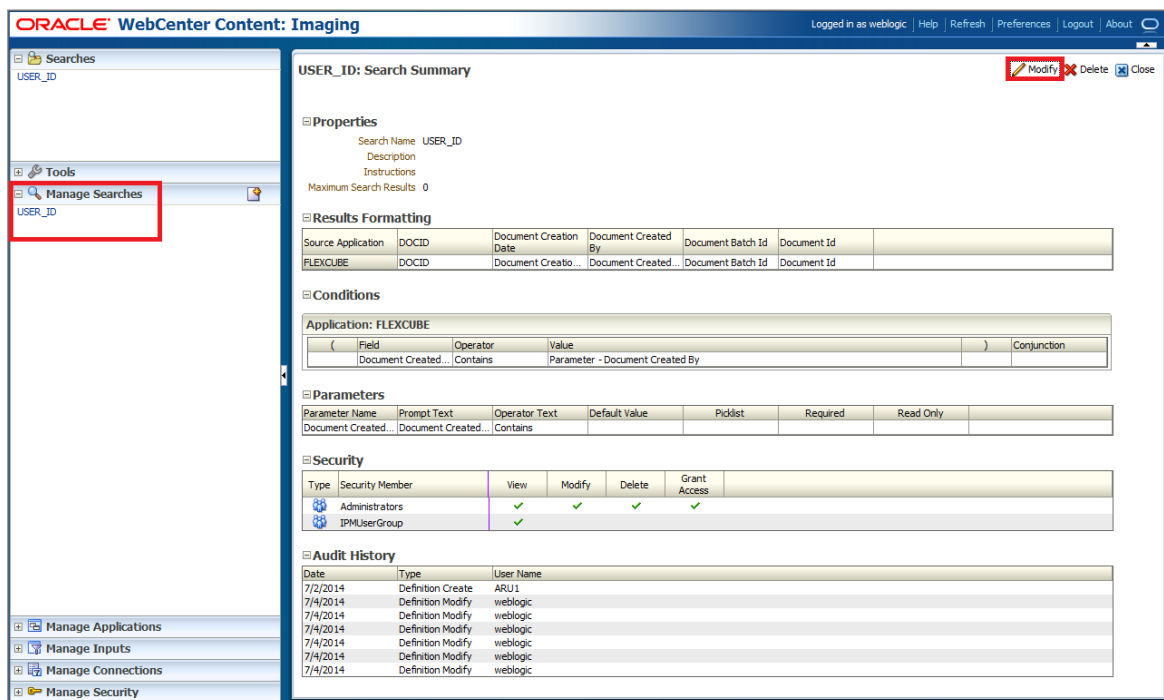 ORACLE WebCenter Content: Imaging
Logged in as weblogic Help Refresh Preferences Logout About
Searches
USER_ID
Tools
Manage Searches
USER_ID
Manage Applications
Manage Inputs
Manage Connections
Manage Security
USER_ID: Search Summary
Modify Delete Close
Properties
Search Name USER_ID
Description
Instructions
Maximum Search Results 0
Results Formatting
Source Application DOCID Document Creation Date Document Created By Document Batch Id Document Id
FLEXCUBE DOCID Document Creatio... Document Created... Document Batch Id Document Id
Conditions
Application: FLEXCUBE
( Field Operator Value ) Conjunction
Document Created... Contains Parameter - Document Created By
Parameters
Parameter Name Prompt Text Operator Text Default Value Picklist Required Read Only
Document Created... Document Created... Contains
Security
Type Security Member View Modify Delete Grant Access
Administrators
IPMUserGroup
Audit History
Date Type User Name
7/2/2014 Definition Create ARU1
7/4/2014 Definition Modify weblogic
7/4/2014 Definition Modify weblogic
7/4/2014 Definition Modify weblogic
7/4/2014 Definition Modify weblogic
7/4/2014 Definition Modify weblogic
7/4/2014 Definition Modify weblogic